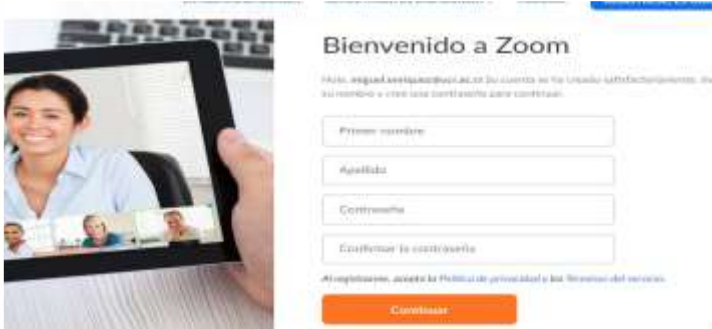 Bienvenido a Zoom
Hola, miguel.enriquez@uci.ac.cr Su cuenta se ha creado satisfactoriamente.
su nombre y cree una contraseña para continuar.
Primer nombre
Apellido
Contraseña
Confirmar la contraseña
Al registrarme, acepto la Política de privacidad y los Términos del servicio.
Continuar